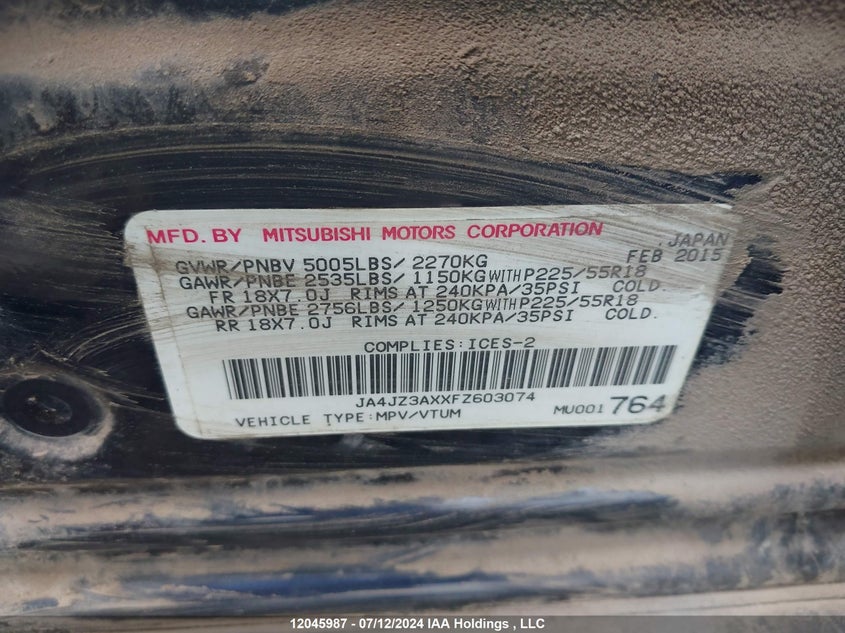 MFD. BY MITSUBISHI MOTORS CORPORATION JAPAN
GVWR/PNBV 5005LBS/ 2270KG FEB 2015
GAWR/PNBE 2535LBS/ 1150KG WITH P225/55R18
FR 18X7.0J RIMS AT 240KPA/35PSI COLD.
GAWR/PNBE 2756LBS/ 1250KG WITH P225/55R18
RR 18X7.0J RIMS AT 240KPA/35PSI COLD.
COMPLIES:ICES-2
JA4JZ3AXXFZ603074
VEHICLE TYPE:MPV/VTUM MU001 764
12045987 - 07/12/2024 IAA Holdings , LLC